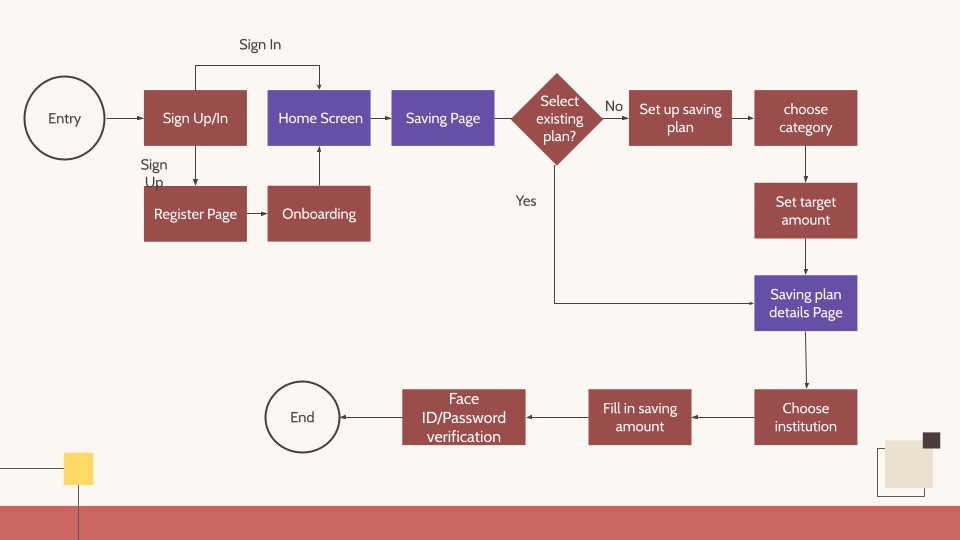 Sign In
Entry
Sign Up/In
Home Screen
Saving Page
Select
existing
plan?
No
Set up saving
plan
choose
category
Sign
Up
Register Page
Onboarding
Yes
Set target
amount
Saving plan
details Page
End
Face
ID/Password
verification
Fill in saving
amount
Choose
institution